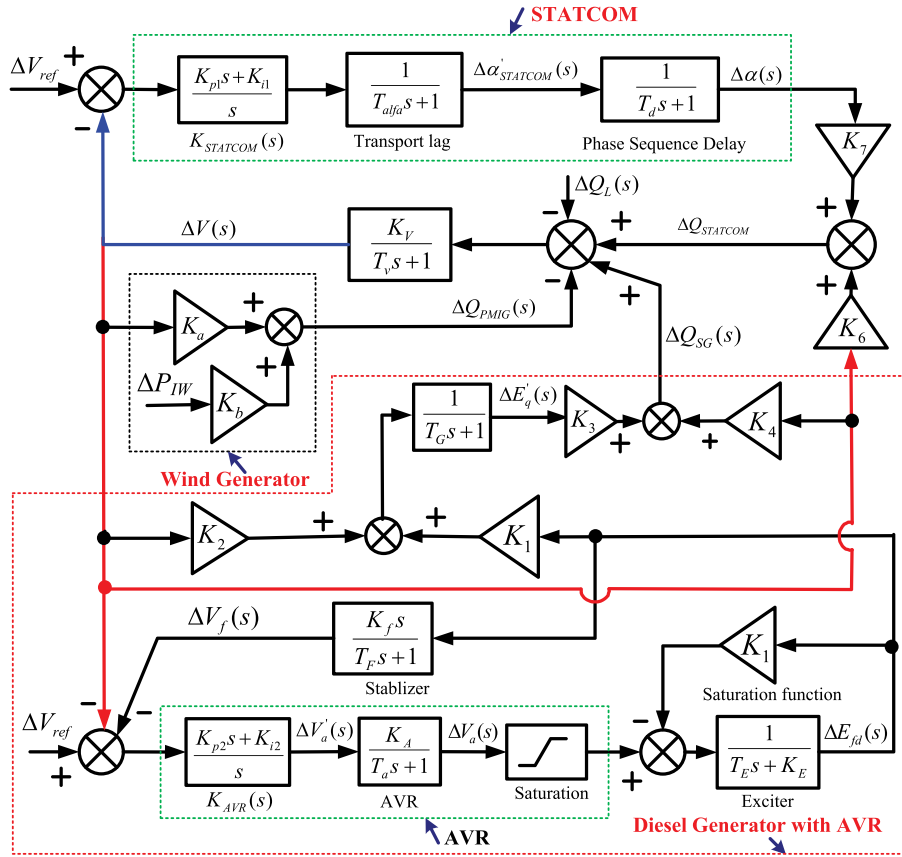 STATCOM
ΔV_ref
+
−
K_p1 s + K_i1
s
K_STATCOM(s)
1
T_alfa s + 1
Transport lag
Δα'_STATCOM(s)
1
T_d s + 1
Phase Sequence Delay
Δα(s)
K_7
ΔQ_L(s)
−
+
+
ΔV(s)
K_V
T_v s + 1
ΔQ_STATCOM
−
+
+
K_a
+
ΔQ_PMIG(s)
K_6
ΔP_IW
K_b
+
ΔQ_SG(s)
Wind Generator
1
T_G s + 1
ΔE'_q(s)
K_3
+
+
K_4
K_2
+
+
K_1
ΔV_f(s)
K_f s
T_F s + 1
Stablizer
K_1
Saturation function
−
−
−
ΔV_ref
+
K_p2 s + K_i2
s
K_AVR(s)
ΔV'_a(s)
K_A
T_a s + 1
AVR
ΔV_a(s)
Saturation
+
1
T_E s + K_E
Exciter
ΔE_fd(s)
AVR
Diesel Generator with AVR